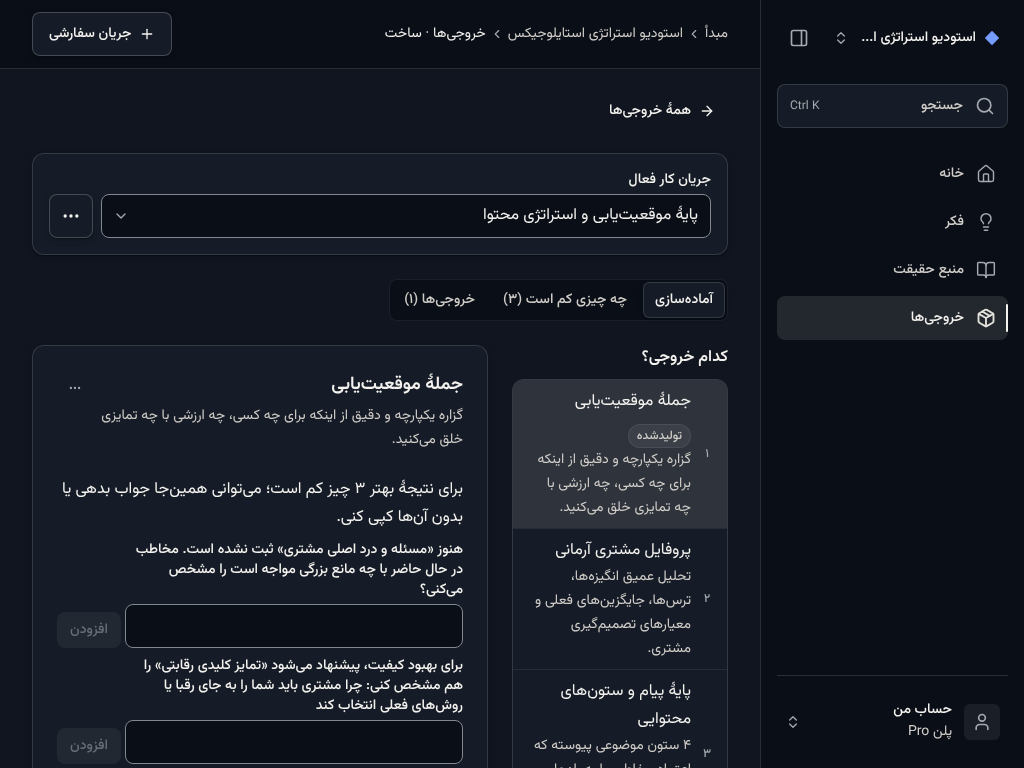 استودیو استراتژی ا...
جستجو
Ctrl K
خانه
فکر
منبع حقیقت
خروجی‌ها
حساب من
پلن Pro
مبدأ › استودیو استراتژی استایلوجیکس › خروجی‌ها · ساخت
+ جریان سفارشی
همهٔ خروجی‌ها
جریان کار فعال
پایهٔ موقعیت‌یابی و استراتژی محتوا
آماده‌سازی
چه چیزی کم است (۳)
خروجی‌ها (۱)
کدام خروجی؟
جملهٔ موقعیت‌یابی
تولیدشده
۱
گزاره یکپارچه و دقیق از اینکه
برای چه کسی، چه ارزشی با
چه تمایزی خلق می‌کنید.
پروفایل مشتری آرمانی
۲
تحلیل عمیق انگیزه‌ها،
ترس‌ها، جایگزین‌های فعلی و
معیارهای تصمیم‌گیری
مشتری.
پایهٔ پیام و ستون‌های
محتوایی
۳
۴ ستون موضوعی پیوسته که
جملهٔ موقعیت‌یابی
...
گزاره یکپارچه و دقیق از اینکه برای چه کسی، چه ارزشی با چه تمایزی
خلق می‌کنید.
برای نتیجهٔ بهتر ۳ چیز کم است؛ می‌توانی همین‌جا جواب بدهی یا
بدون آن‌ها کپی کنی.
هنوز «مسئله و درد اصلی مشتری» ثبت نشده است. مخاطب
در حال حاضر با چه مانع بزرگی مواجه است را مشخص
می‌کنی؟
افزودن
برای بهبود کیفیت، پیشنهاد می‌شود «تمایز کلیدی رقابتی» را
هم مشخص کنی: چرا مشتری باید شما را به جای رقبا یا
روش‌های فعلی انتخاب کند
افزودن